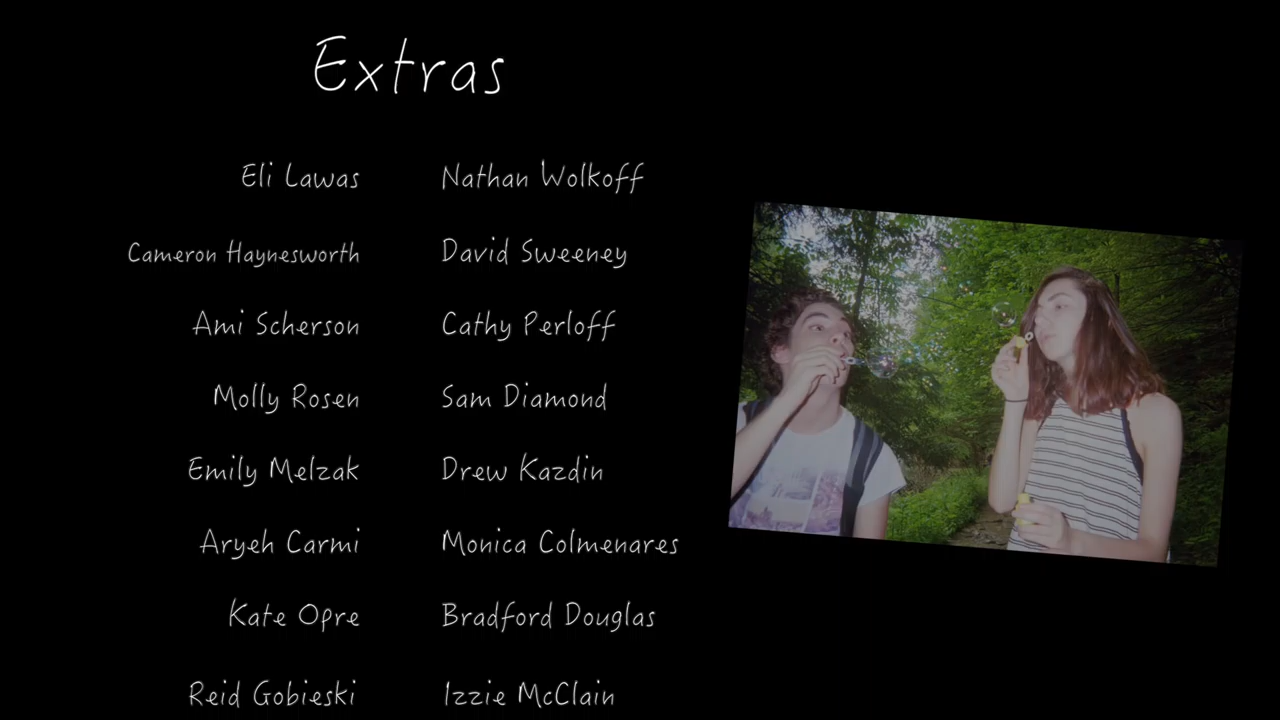 Extras
Eli Lawas Nathan Wolkoff
Cameron Haynesworth David Sweeney
Ami Scherson Cathy Perloff
Molly Rosen Sam Diamond
Emily Melzak Drew Kazdin
Aryeh Carmi Monica Colmenares
Kate Opre Bradford Douglas
Reid Gobieski Izzie McClain